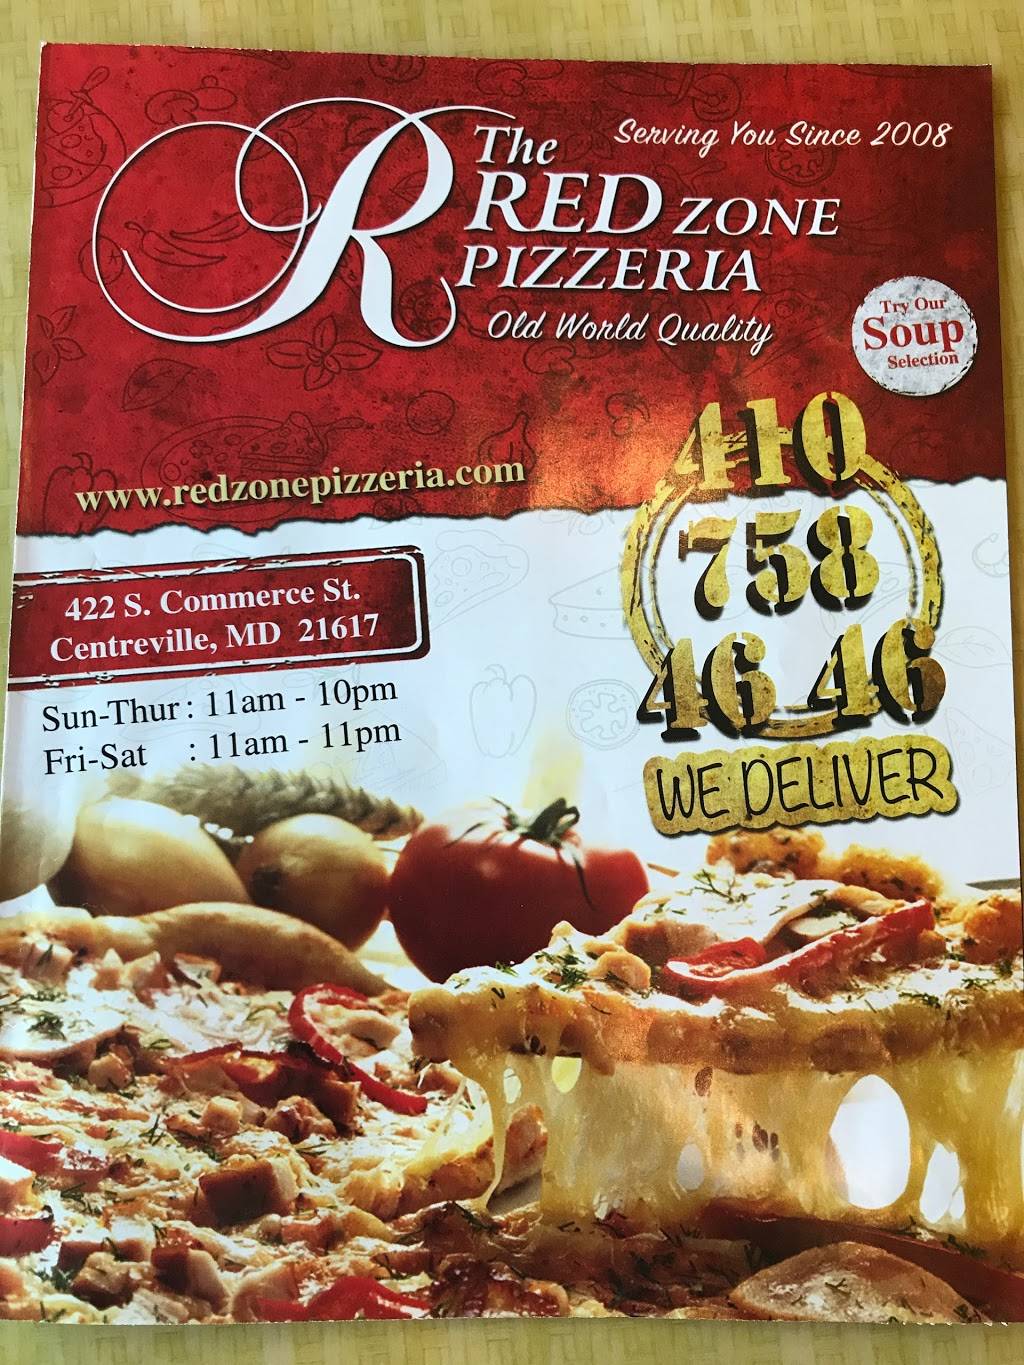 Serving You Since 2008
The
RED ZONE
PIZZERIA
Old World Quality
Try Our
Soup
Selection
410
758
46 46
WE DELIVER
www.redzonepizzeria.com
422 S. Commerce St.
Centreville, MD 21617
Sun-Thur : 11am - 10pm
Fri-Sat : 11am - 11pm